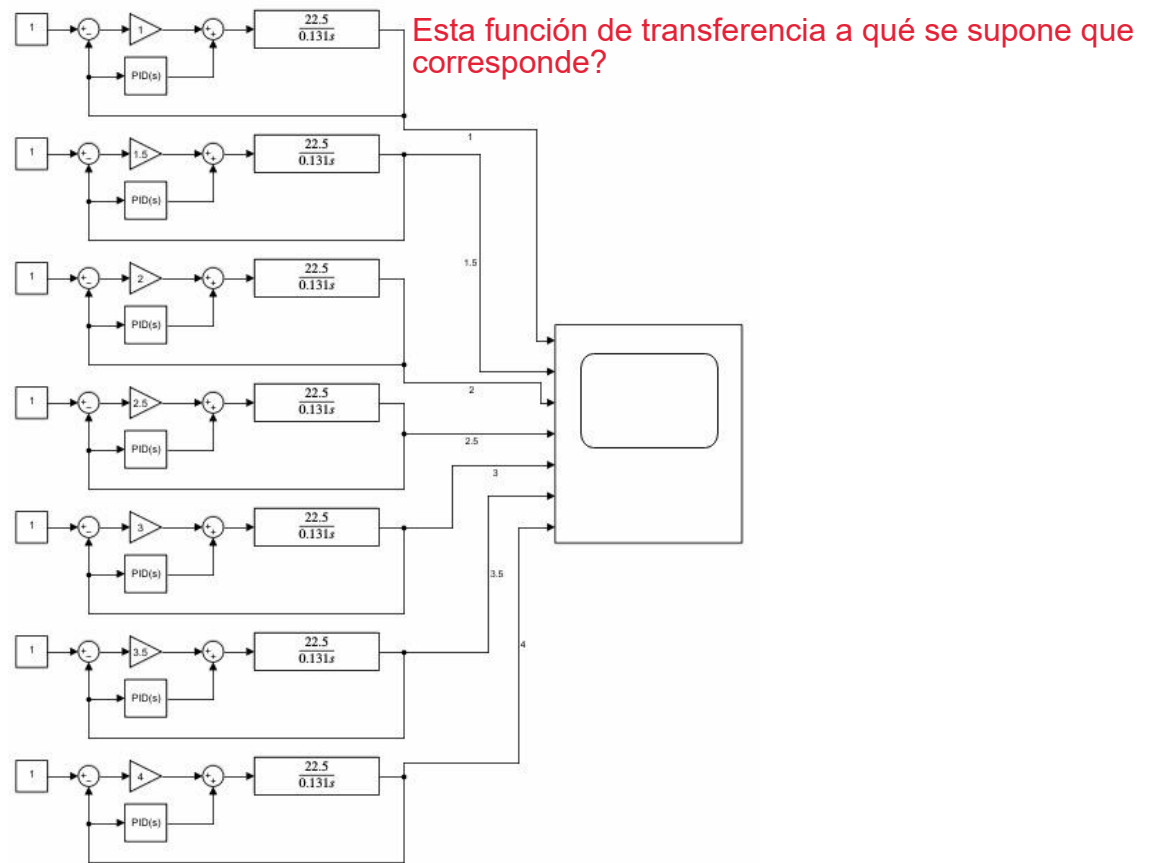 Esta función de transferencia a qué se supone que
corresponde?
1
1
22.5
0.131s
PID(s)
1
1
1.5
22.5
0.131s
PID(s)
1.5
1
2
22.5
0.131s
PID(s)
2
1
2.5
22.5
0.131s
PID(s)
2.5
1
3
22.5
0.131s
PID(s)
3
1
3.5
22.5
0.131s
PID(s)
3.5
1
4
22.5
0.131s
PID(s)
4